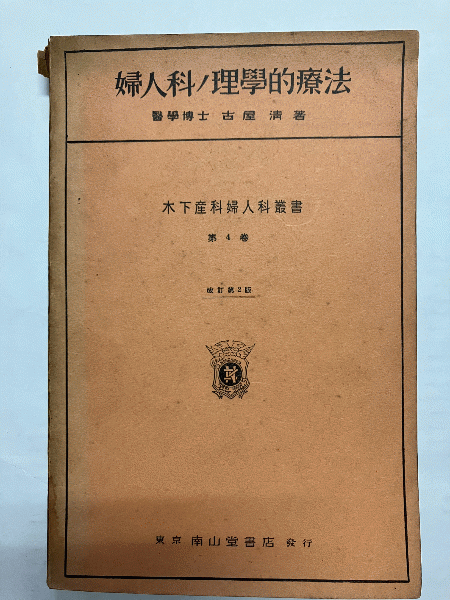 婦人科ノ理學的療法
醫學博士 古屋 清 著
木下産科婦人科叢書
第 4 卷
改訂第2版
東京 南山堂書店 發行